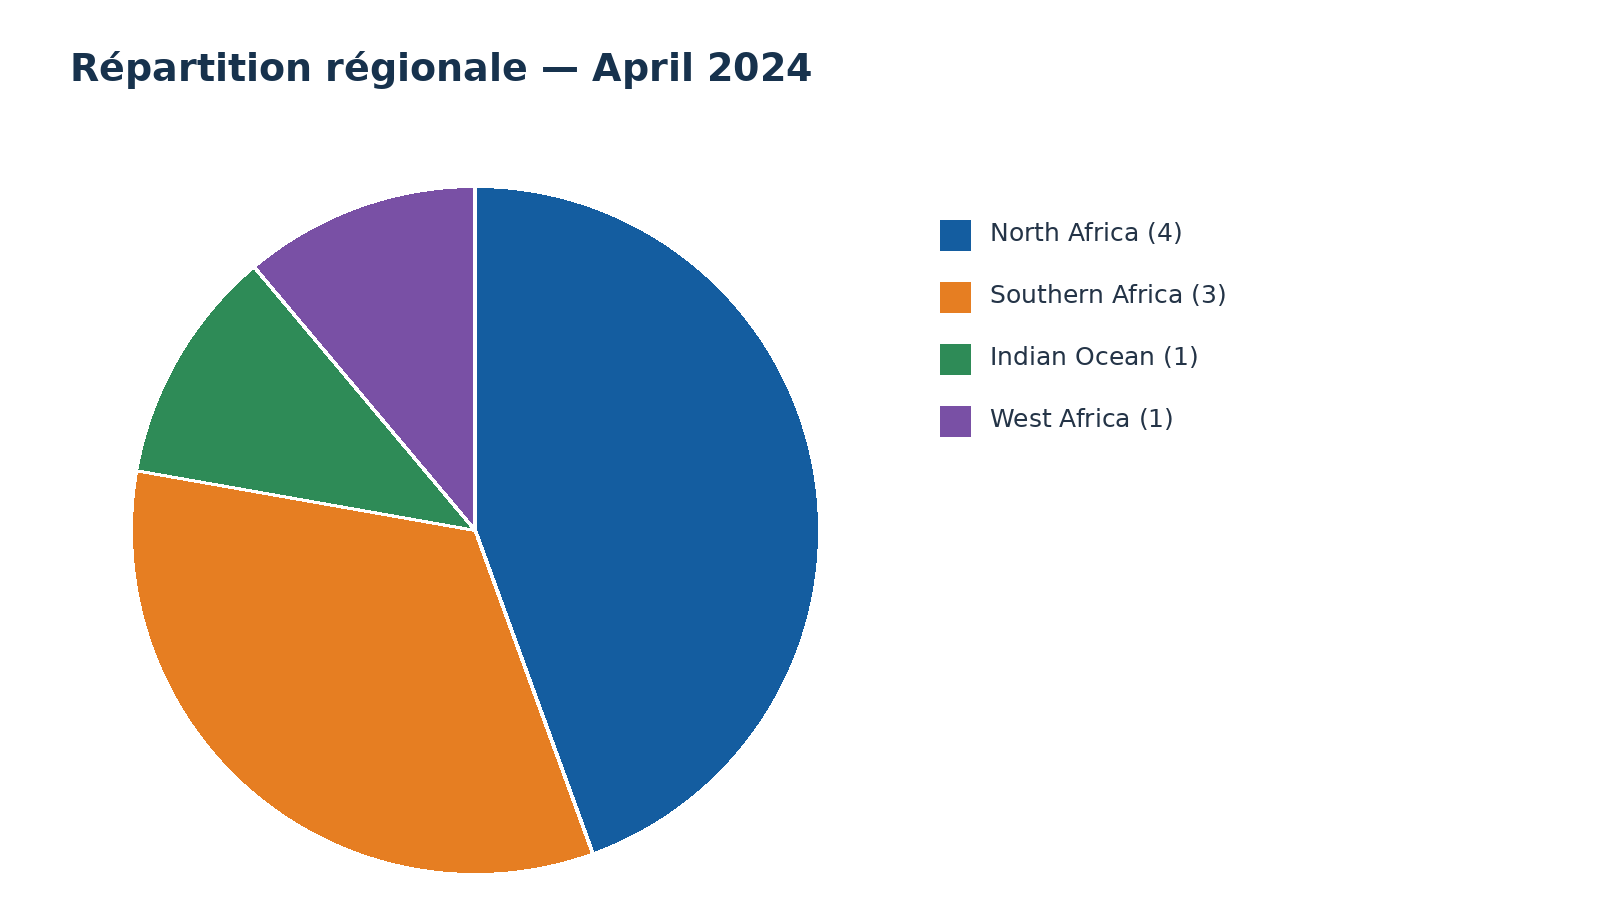 Répartition régionale — April 2024
North Africa (4)
Southern Africa (3)
Indian Ocean (1)
West Africa (1)